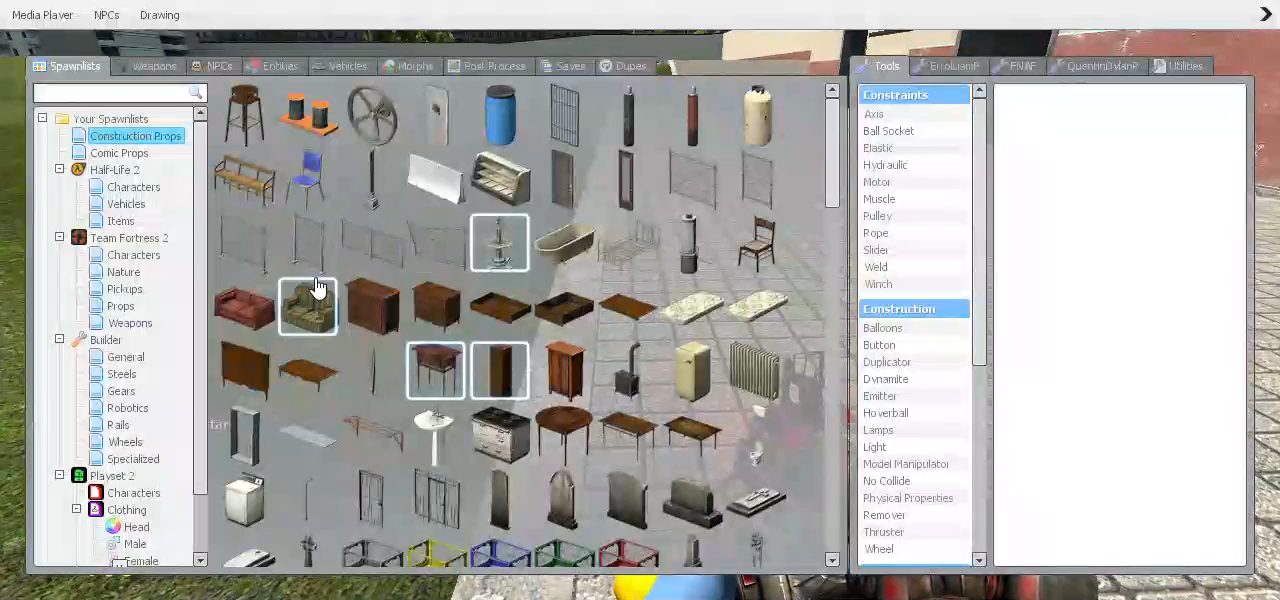 Media Player NPCs Drawing
Spawnlists Weapons NPCs Entities Vehicles Morphs Post Process Saves Dupes
Tools ErrolLiamP FNAF QuentinDylanP Utilities
Your Spawnlists
Construction Props
Comic Props
Half-Life 2
Characters
Vehicles
Items
Team Fortress 2
Characters
Nature
Pickups
Props
Weapons
Builder
General
Steels
Gears
Robotics
Rails
Wheels
Specialized
Playset 2
Characters
Clothing
Head
Male
Female
tar
Constraints
Axis
Ball Socket
Elastic
Hydraulic
Motor
Muscle
Pulley
Rope
Slider
Weld
Winch
Construction
Balloons
Button
Duplicator
Dynamite
Emitter
Hoverball
Lamps
Light
Model Manipulator
No Collide
Physical Properties
Remover
Thruster
Wheel